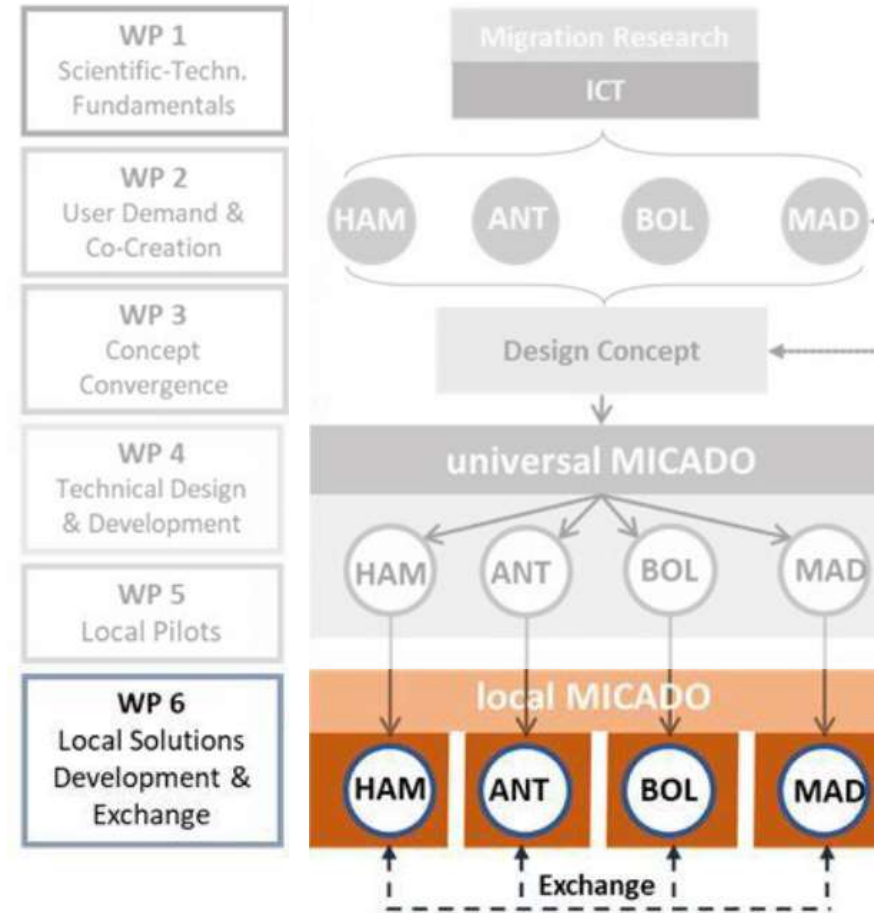 WP 1
Scientific-Techn.
Fundamentals
WP 2
User Demand &
Co-Creation
WP 3
Concept
Convergence
WP 4
Technical Design
& Development
WP 5
Local Pilots
WP 6
Local Solutions
Development &
Exchange
Migration Research
ICT
HAM
ANT
BOL
MAD
Design Concept
universal MICADO
HAM
ANT
BOL
MAD
local MICADO
HAM
ANT
BOL
MAD
Exchange